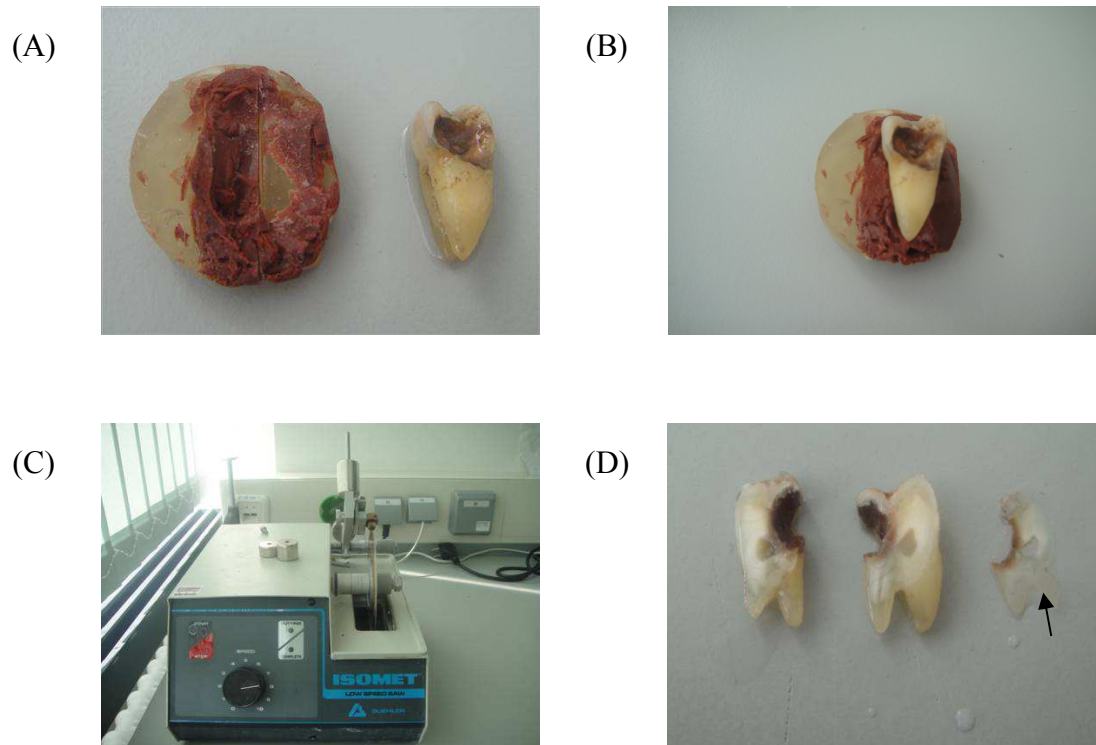 (A)
(B)
(C)
(D)
SPEED
ISOMET
LOW SPEED SAW
BUEHLER